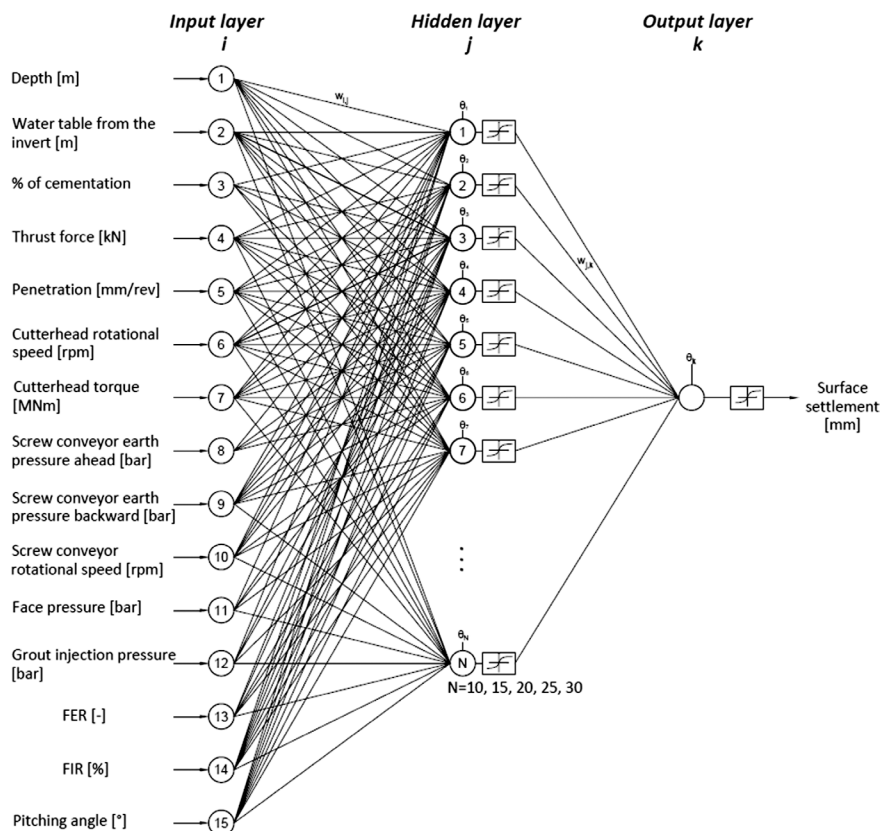 Input layer
i
Hidden layer
j
Output layer
k
Depth [m]
1
Water table from the
invert [m]
2
% of cementation
3
Thrust force [kN]
4
Penetration [mm/rev]
5
Cutterhead rotational
speed [rpm]
6
Cutterhead torque
[MNm]
7
Screw conveyor earth
pressure ahead [bar]
8
Screw conveyor earth
pressure backward [bar]
9
Screw conveyor
rotational speed [rpm]
10
Face pressure [bar]
11
Grout injection pressure
[bar]
12
FER [-]
13
FIR [%]
14
Pitching angle [°]
15
wi,j
θ1
1
θ2
2
θ3
3
θ4
4
θ5
5
θ6
6
θ7
7
θN
N
N=10, 15, 20, 25, 30
wj,k
θk
Surface
settlement
[mm]